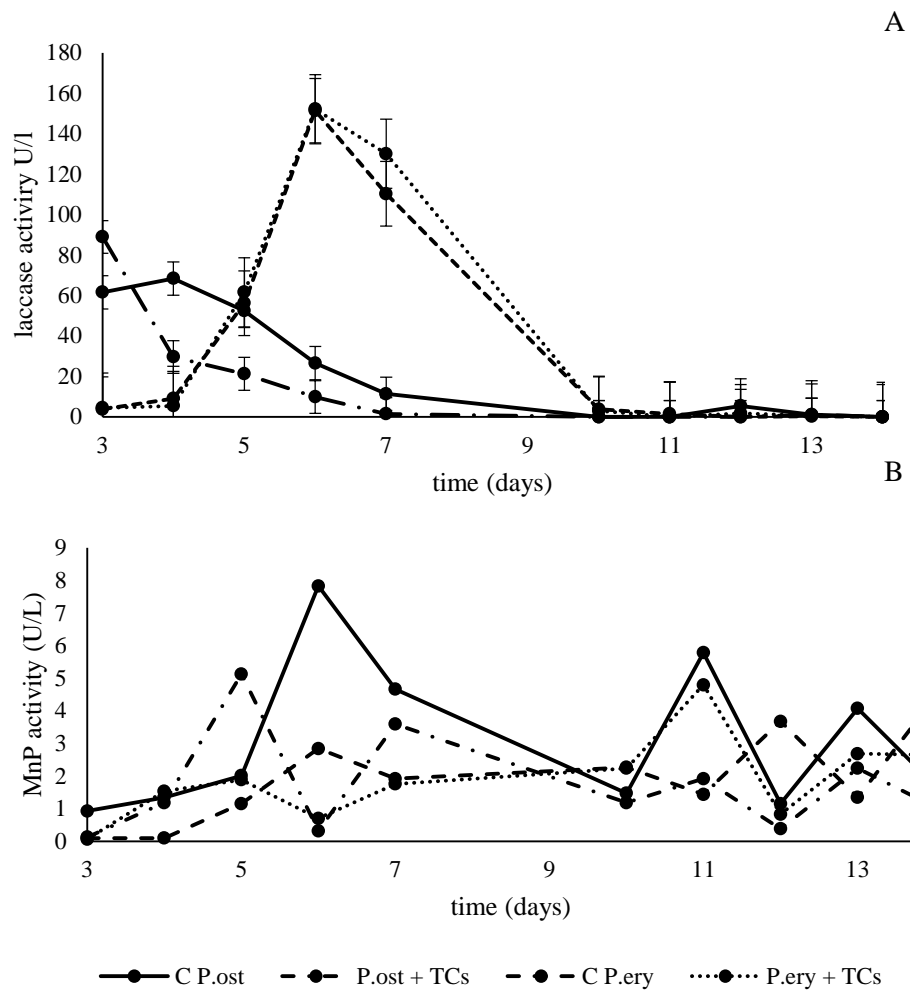 A
180
160
140
120
100
80
60
40
20
0
laccase activiry U/l
3 5 7 9 11 13
time (days)
B
9
8
7
6
5
4
3
2
1
0
MnP activity (U/L)
3 5 7 9 11 13
time (days)
C P.ost P.ost + TCs C P.ery P.ery + TCs